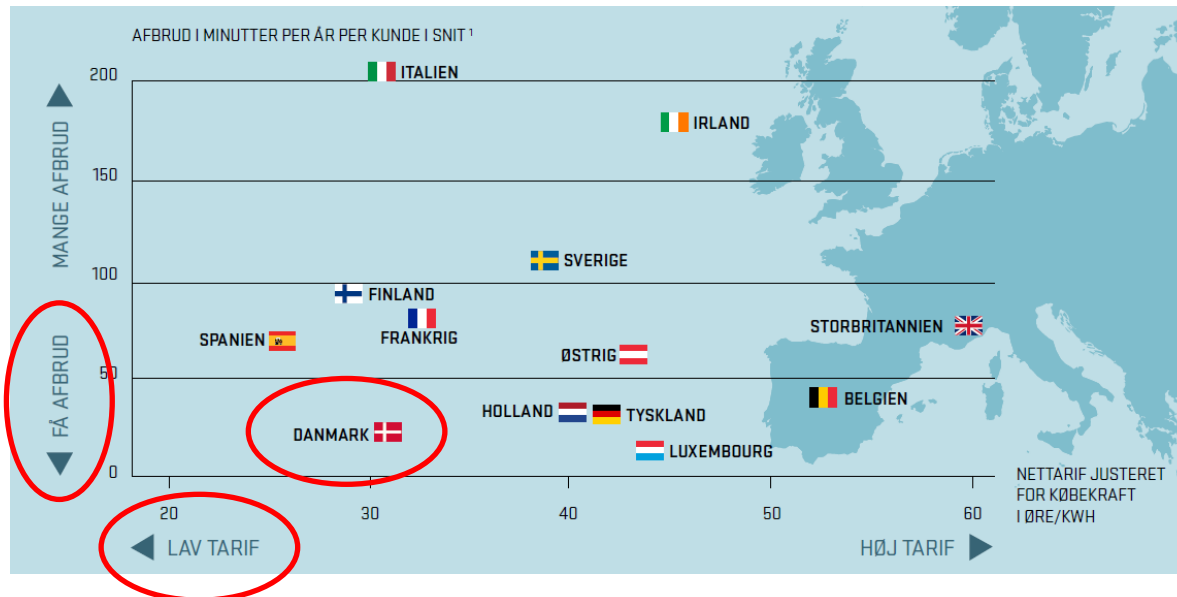 AFBRUD I MINUTTER PER ÅR PER KUNDE I SNIT ¹
200
ITALIEN
IRLAND
MANGE AFBRUD
150
SVERIGE
100
FINLAND
FRANKRIG
SPANIEN
STORBRITANNIEN
ØSTRIG
50
FÅ AFBRUD
BELGIEN
HOLLAND
TYSKLAND
DANMARK
LUXEMBOURG
0
NETTARIF JUSTERET
FOR KØBEKRAFT
I ØRE/KWH
20 30 40 50 60
LAV TARIF
HØJ TARIF